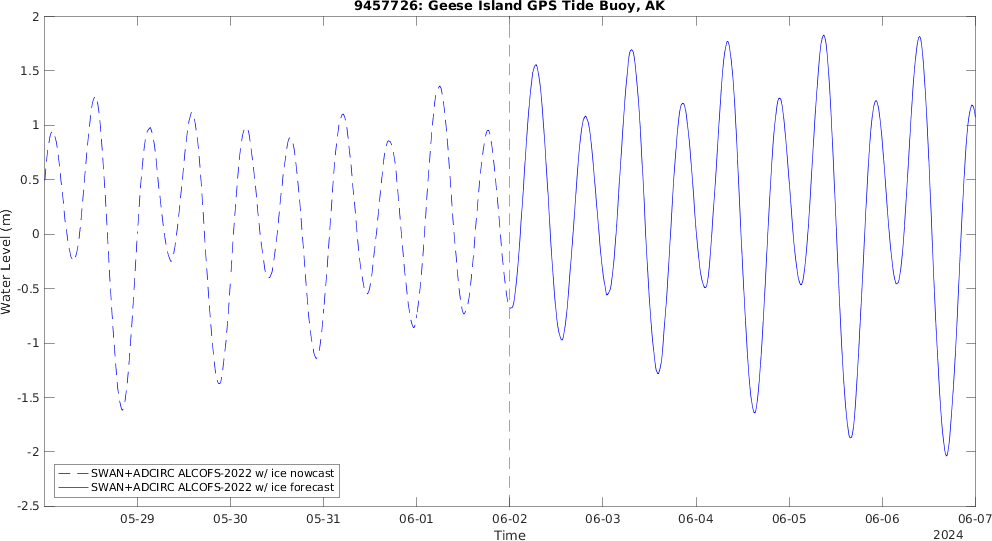 9457726: Geese Island GPS Tide Buoy, AK
2
1.5
1
0.5
0
-0.5
-1
-1.5
-2
-2.5
Water Level (m)
SWAN+ADCIRC ALCOFS-2022 w/ ice nowcast
SWAN+ADCIRC ALCOFS-2022 w/ ice forecast
05-29 05-30 05-31 06-01 06-02 06-03 06-04 06-05 06-06 06-07
Time
2024